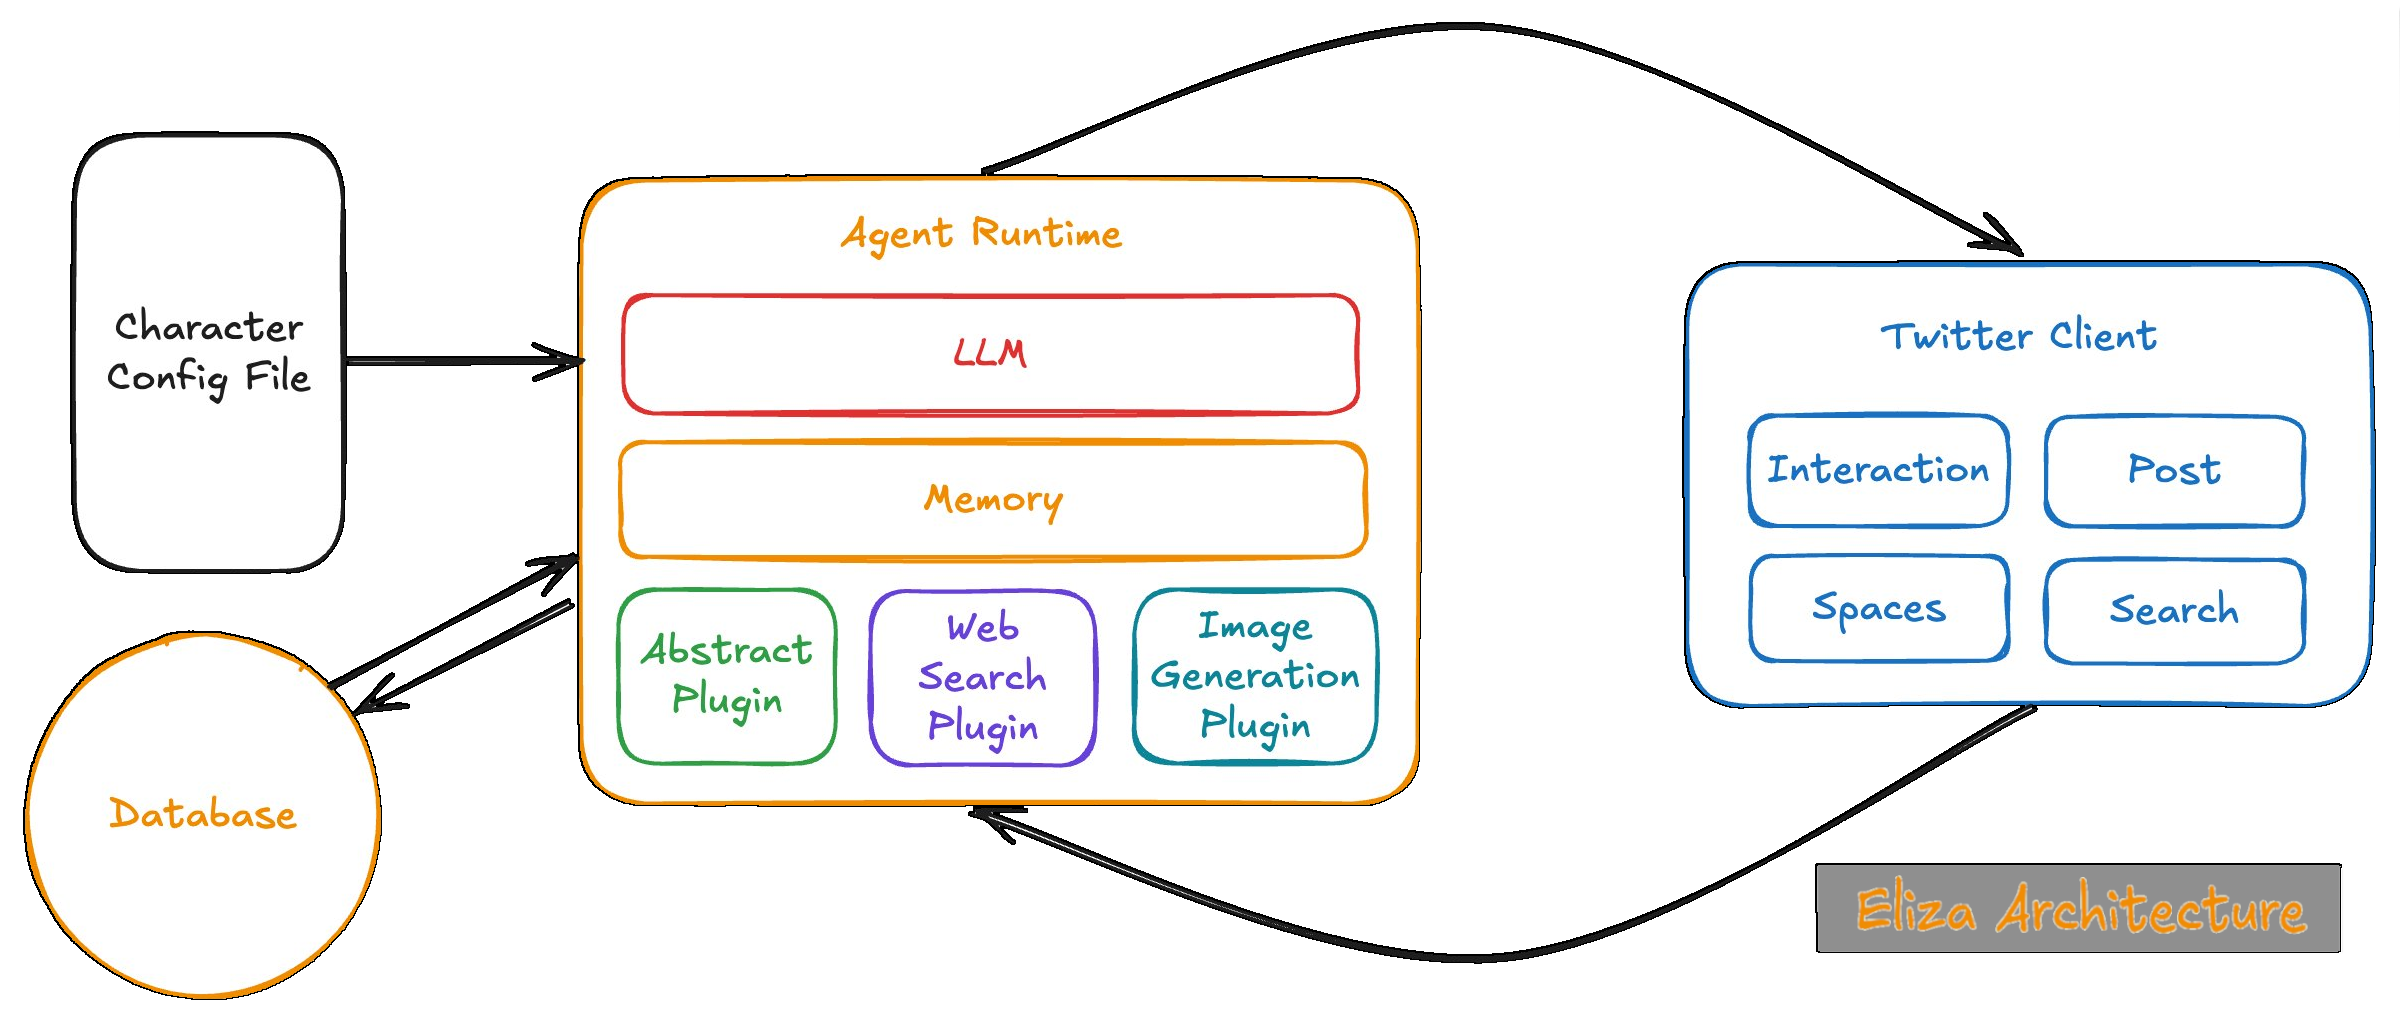 Character
Config File
Database
Agent Runtime
LLM
Memory
Abstract
Plugin
Web
Search
Plugin
Image
Generation
Plugin
Twitter Client
Interaction
Post
Spaces
Search
Eliza Architecture